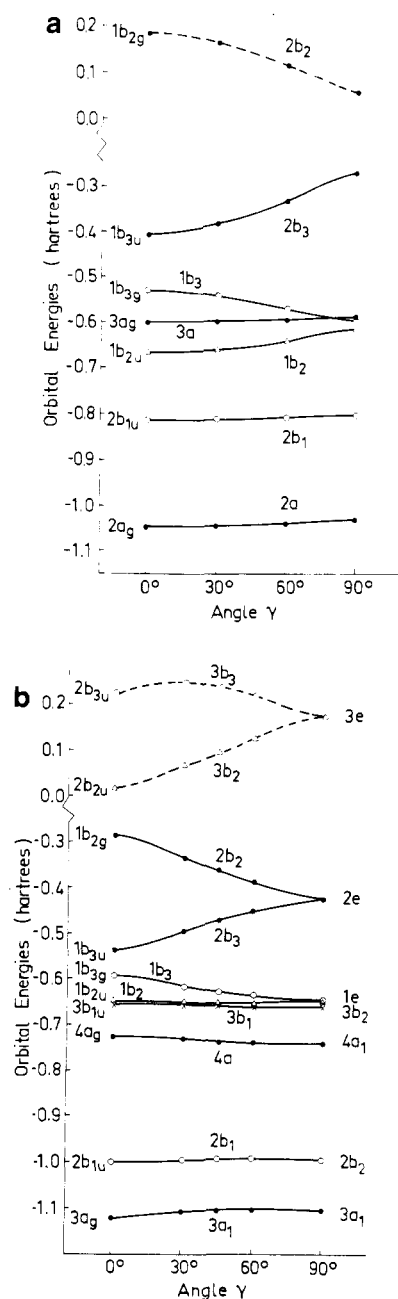 a
0.2
1b2g
2b2
0.1
0.0
Orbital Energies (hartrees)
-0.3
-0.4
1b3u
2b3
-0.5
1b3g
1b3
-0.6
3ag
3a
1b2u
-0.7
1b2
-0.8
2b1u
2b1
-0.9
-1.0
2ag
2a
-1.1
0° 30° 60° 90°
Angle γ
b
2b3u
3b3
0.2
3e
0.1
3b2
2b2u
0.0
Orbital Energies (hartrees)
-0.3
1b2g
2b2
-0.4
2e
2b3
-0.5
1b3u
1b3g
1b3
-0.6
1b2u
1b2
1e
3b1u
3b1
3b2
-0.7
4ag
4a
4a1
-0.8
-0.9
2b1
-1.0
2b1u
2b2
-1.1
3ag
3a1
3a1
0° 30° 60° 90°
Angle γ